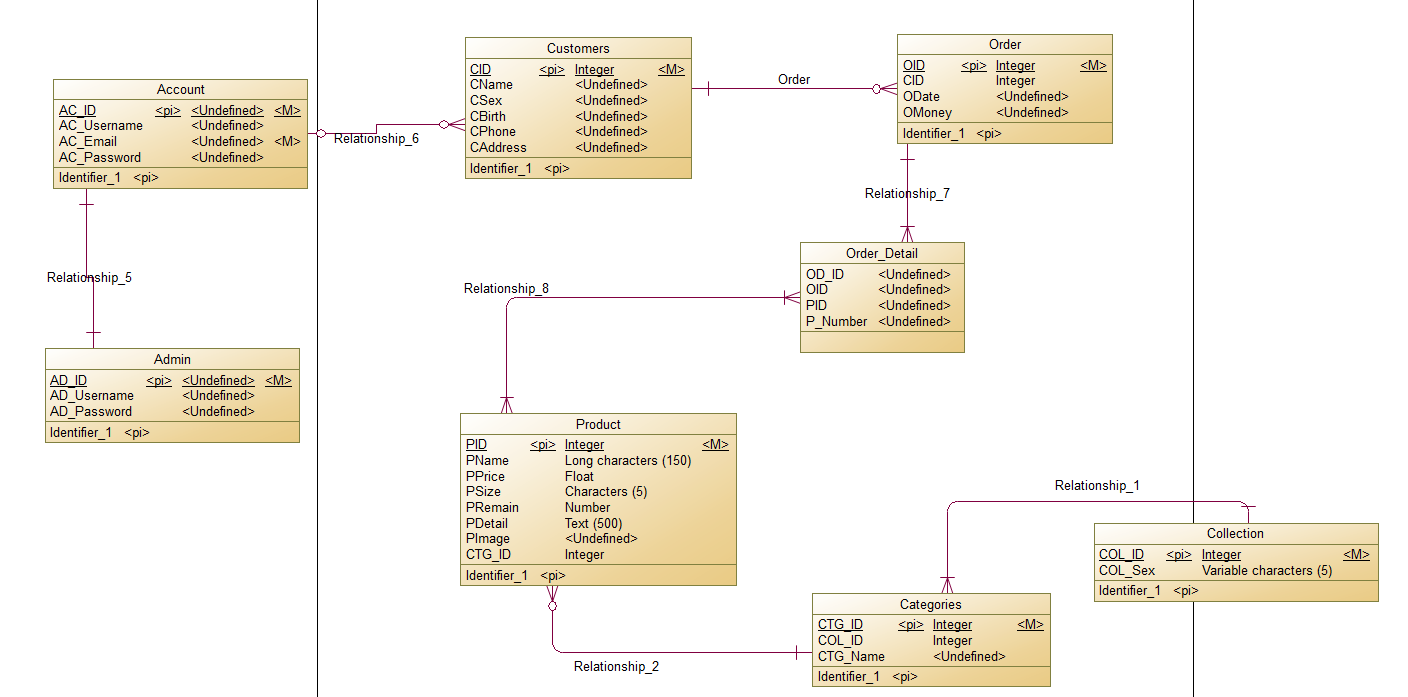 Account
AC_ID <pi> <Undefined> <M>
AC_Username <Undefined>
AC_Email <Undefined> <M>
AC_Password <Undefined>
Identifier_1 <pi>
Relationship_6
Customers
CID <pi> Integer <M>
CName <Undefined>
CSex <Undefined>
CBirth <Undefined>
CPhone <Undefined>
CAddress <Undefined>
Identifier_1 <pi>
Order
Order
OID <pi> Integer <M>
CID Integer
ODate <Undefined>
OMoney <Undefined>
Identifier_1 <pi>
Relationship_7
Relationship_5
Order_Detail
OD_ID <Undefined>
OID <Undefined>
PID <Undefined>
P_Number <Undefined>
Relationship_8
Admin
AD_ID <pi> <Undefined> <M>
AD_Username <Undefined>
AD_Password <Undefined>
Identifier_1 <pi>
Product
PID <pi> Integer <M>
PName Long characters (150)
PPrice Float
PSize Characters (5)
PRemain Number
PDetail Text (500)
PImage <Undefined>
CTG_ID Integer
Identifier_1 <pi>
Relationship_1
Collection
COL_ID <pi> Integer <M>
COL_Sex Variable characters (5)
Identifier_1 <pi>
Categories
CTG_ID <pi> Integer <M>
COL_ID Integer
CTG_Name <Undefined>
Identifier_1 <pi>
Relationship_2